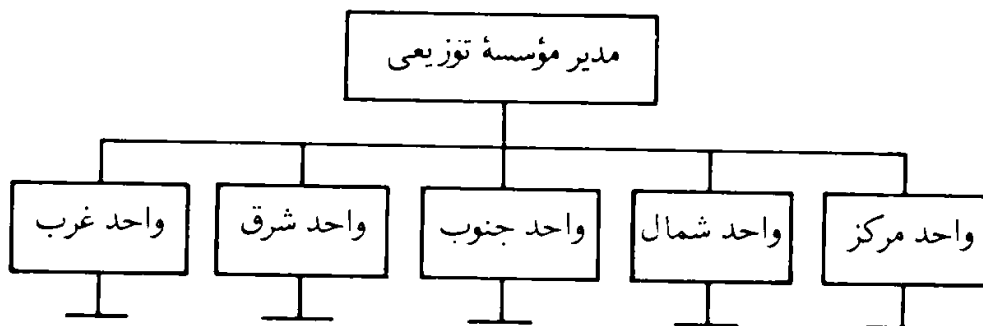 مدیر مؤسسهٔ توزیعی
واحد مرکز
واحد شمال
واحد جنوب
واحد شرق
واحد غرب